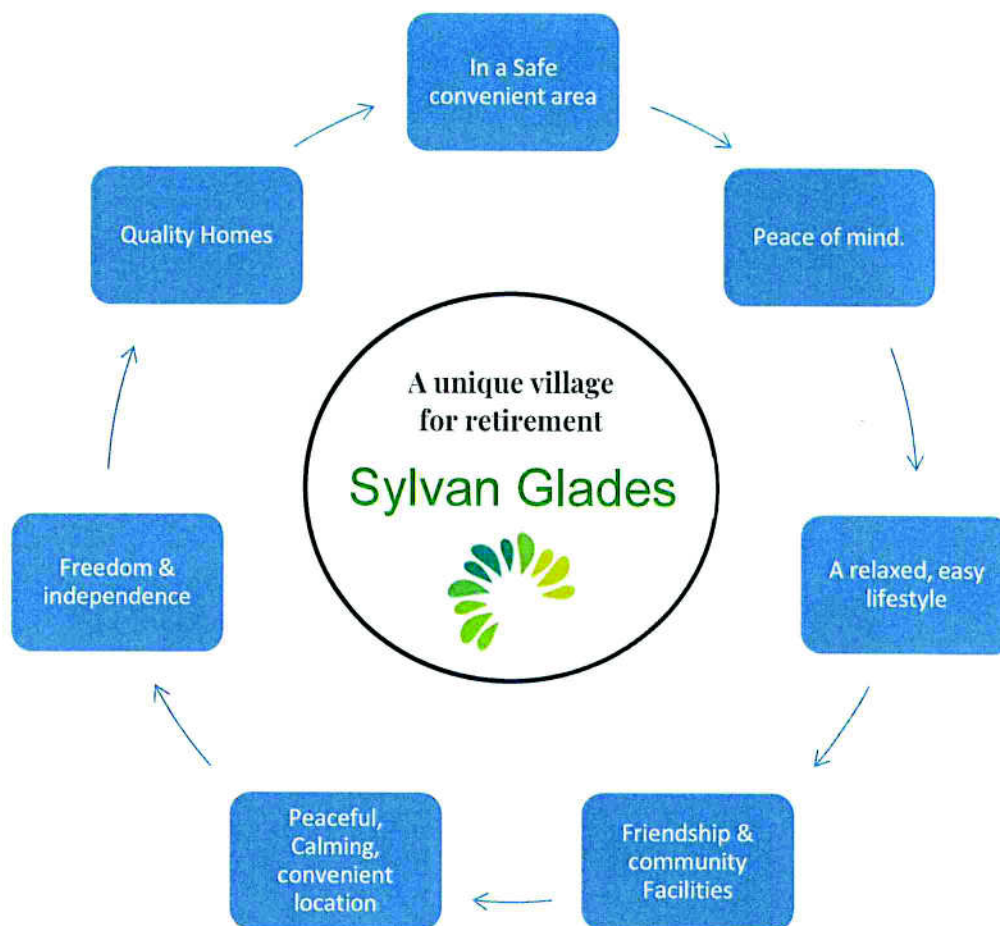 In a Safe
convenient area
Peace of mind.
A relaxed, easy
lifestyle
Friendship &
community
Facilities
Peaceful,
Calming,
convenient
location
Freedom &
independence
Quality Homes
A unique village
for retirement
Sylvan Glades